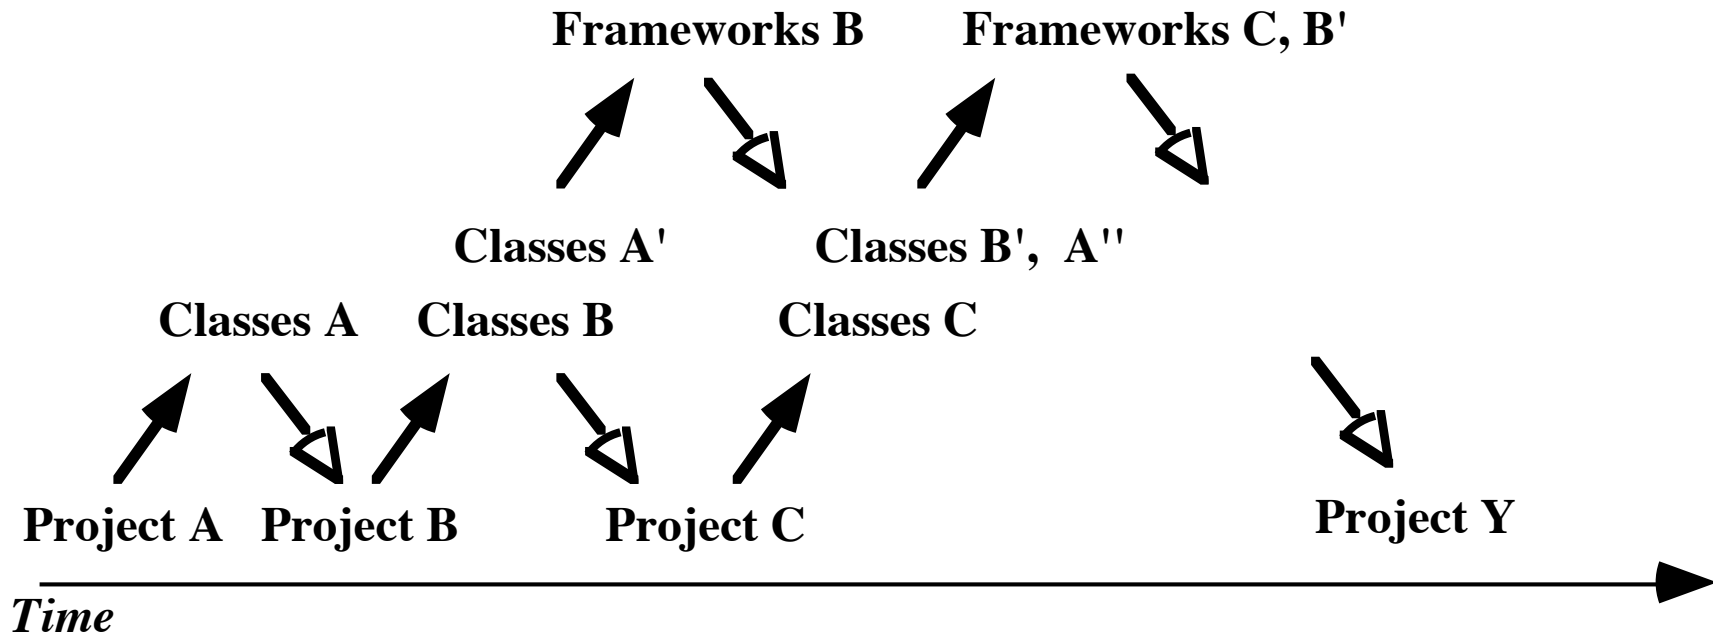 Frameworks B
Frameworks C, B'
Classes A'
Classes B', A''
Classes A
Classes B
Classes C
Project A
Project B
Project C
Project Y
Time